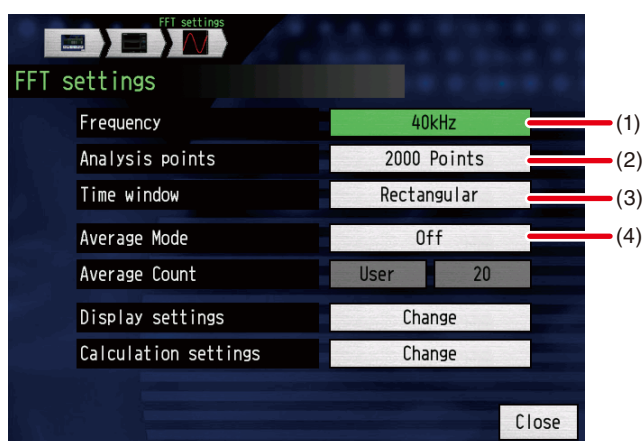 FFT settings
FFT settings
Frequency 40kHz (1)
Analysis points 2000 Points (2)
Time window Rectangular (3)
Average Mode Off (4)
Average Count User 20
Display settings Change
Calculation settings Change
Close